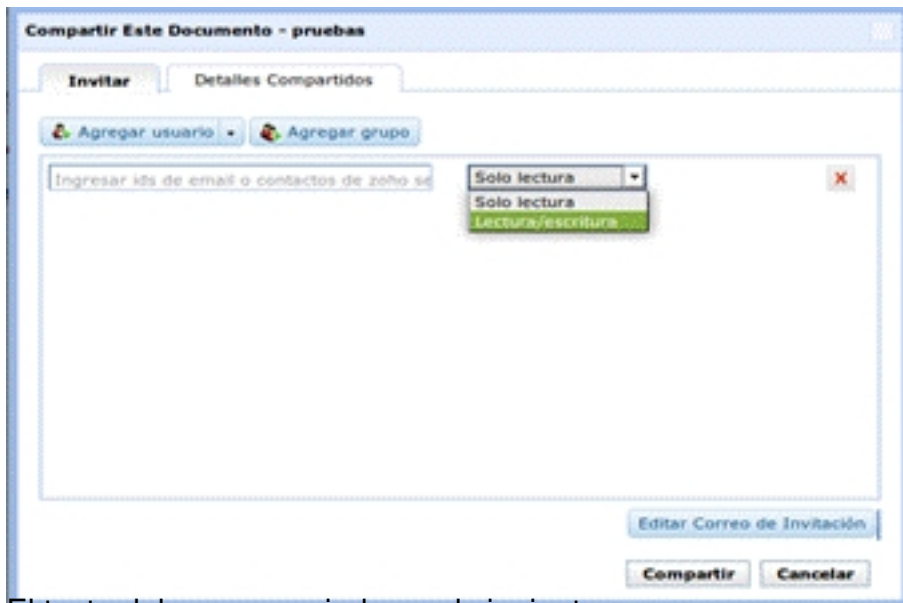 Compartir Este Documento - pruebas
Invitar Detalles Compartidos
Agregar usuario Agregar grupo
Ingresar ids de email o contactos de zoho se Solo lectura
Solo lectura
Lectura/escritura
Editar Correo de Invitación
Compartir Cancelar